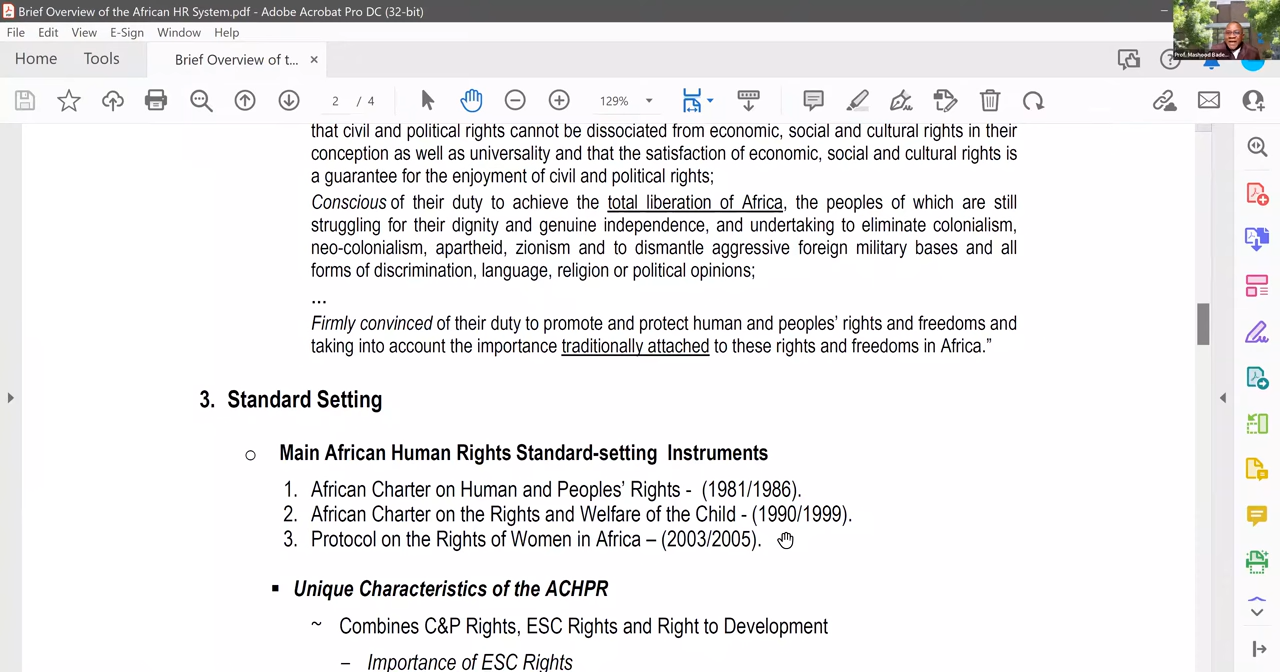 Brief Overview of the African HR System.pdf - Adobe Acrobat Pro DC (32-bit)
File Edit View E-Sign Window Help
Home Tools Brief Overview of t... ×
2 / 4 129%
that civil and political rights cannot be dissociated from economic, social and cultural rights in their
conception as well as universality and that the satisfaction of economic, social and cultural rights is
a guarantee for the enjoyment of civil and political rights;
Conscious of their duty to achieve the total liberation of Africa, the peoples of which are still
struggling for their dignity and genuine independence, and undertaking to eliminate colonialism,
neo-colonialism, apartheid, zionism and to dismantle aggressive foreign military bases and all
forms of discrimination, language, religion or political opinions;
...
Firmly convinced of their duty to promote and protect human and peoples' rights and freedoms and
taking into account the importance traditionally attached to these rights and freedoms in Africa.”
3. Standard Setting
○ Main African Human Rights Standard-setting Instruments
1. African Charter on Human and Peoples' Rights - (1981/1986).
2. African Charter on the Rights and Welfare of the Child - (1990/1999).
3. Protocol on the Rights of Women in Africa – (2003/2005).
▪ Unique Characteristics of the ACHPR
~ Combines C&P Rights, ESC Rights and Right to Development
– Importance of ESC Rights